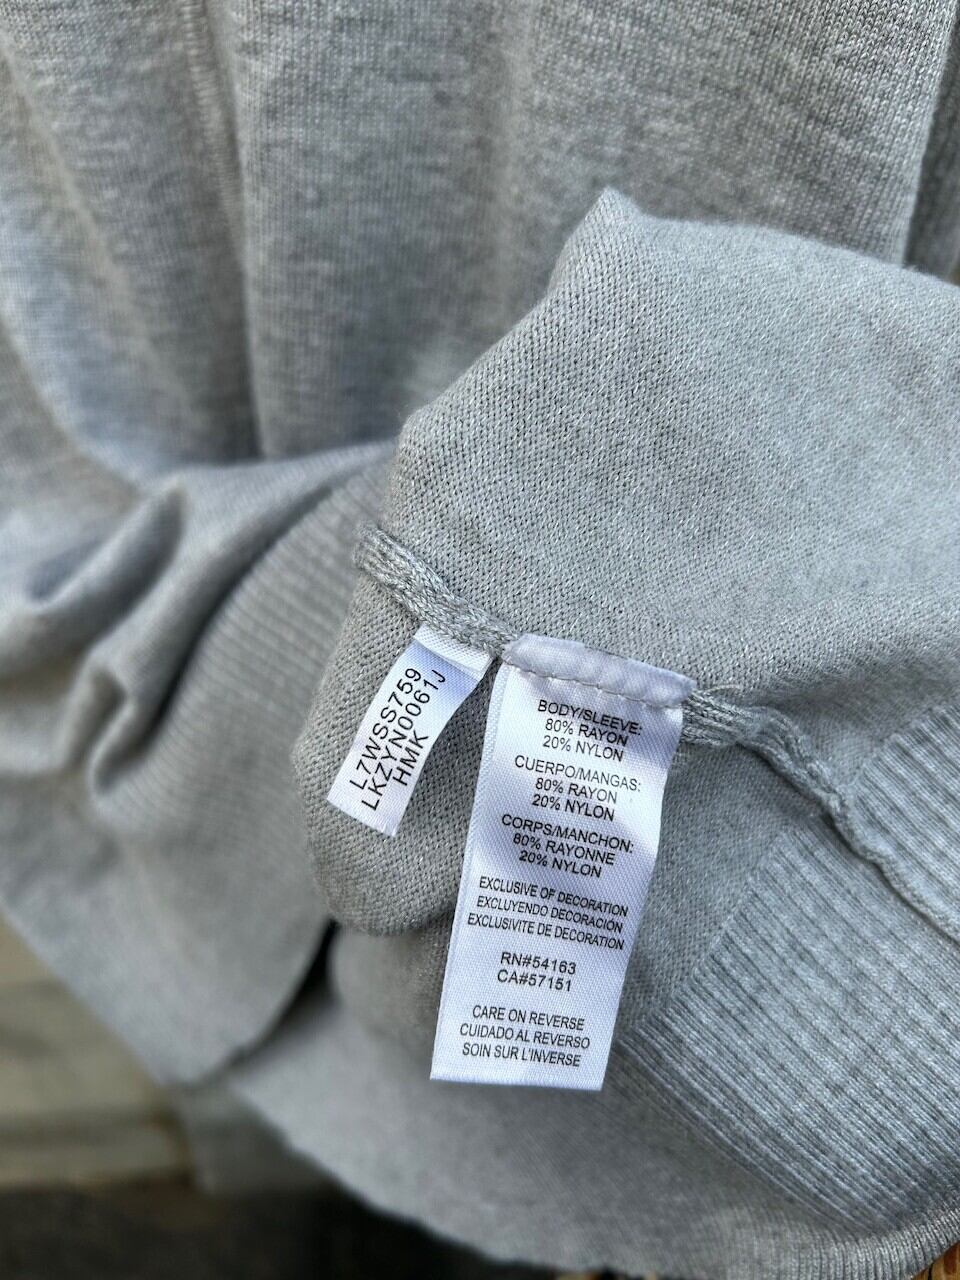 L7WSS759
LKZYN0061J
HMK
BODY/SLEEVE:
80% RAYON
20% NYLON
CUERPO/MANGAS:
80% RAYON
20% NYLON
CORPS/MANCHON:
80% RAYONNE
20% NYLON
EXCLUSIVE OF DECORATION
EXCLUYENDO DECORACION
EXCLUSIVITE DE DECORATION
RN#54163
CA#57151
CARE ON REVERSE
CUIDADO AL REVERSO
SOIN SUR L'INVERSE